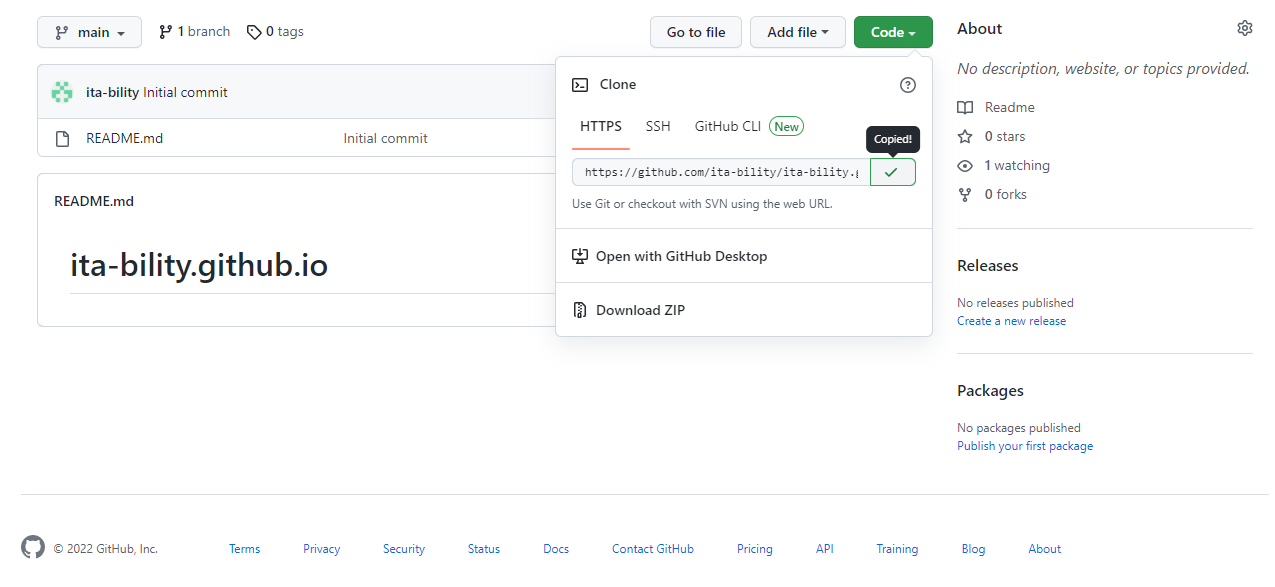 main
1 branch
0 tags
Go to file
Add file
Code
ita-bility Initial commit
README.md Initial commit
README.md
ita-bility.github.io
Clone
HTTPS SSH GitHub CLI New
Copied!
https://github.com/ita-bility/ita-bility.g
Use Git or checkout with SVN using the web URL.
Open with GitHub Desktop
Download ZIP
About
No description, website, or topics provided.
Readme
0 stars
1 watching
0 forks
Releases
No releases published
Create a new release
Packages
No packages published
Publish your first package
© 2022 GitHub, Inc. Terms Privacy Security Status Docs Contact GitHub Pricing API Training Blog About